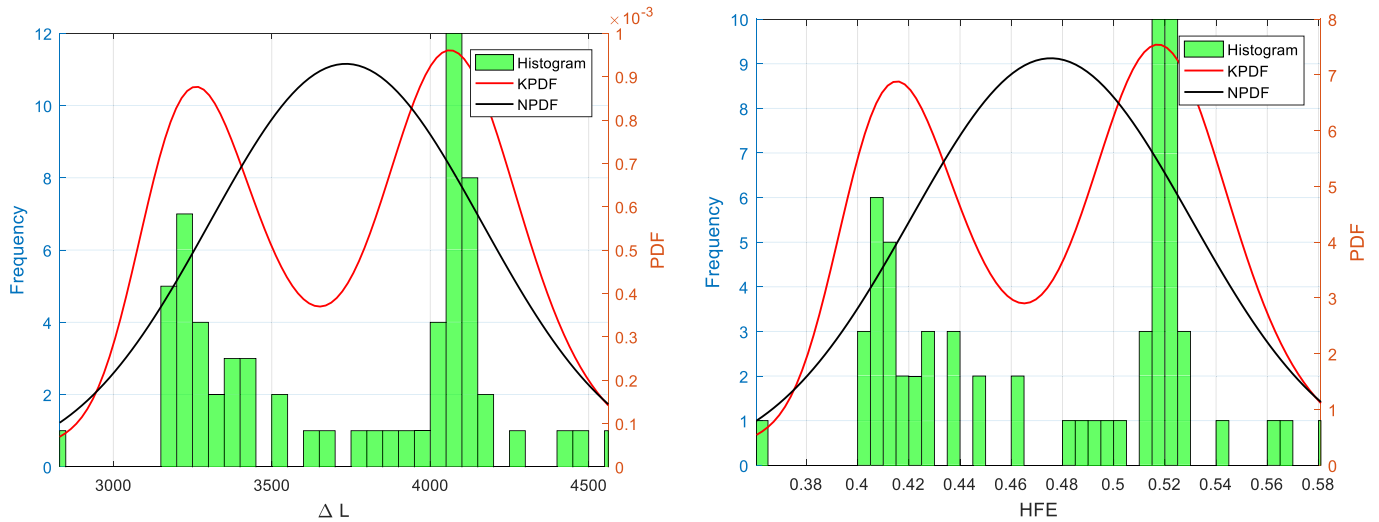 ×10^-3
12
10
8
6
4
2
0
Frequency
1
0.9
0.8
0.7
0.6
0.5
0.4
0.3
0.2
0.1
0
PDF
Histogram
KPDF
NPDF
3000 3500 4000 4500
Δ L
10
9
8
7
6
5
4
3
2
1
0
Frequency
8
7
6
5
4
3
2
1
0
PDF
Histogram
KPDF
NPDF
0.38 0.4 0.42 0.44 0.46 0.48 0.5 0.52 0.54 0.56 0.58
HFE